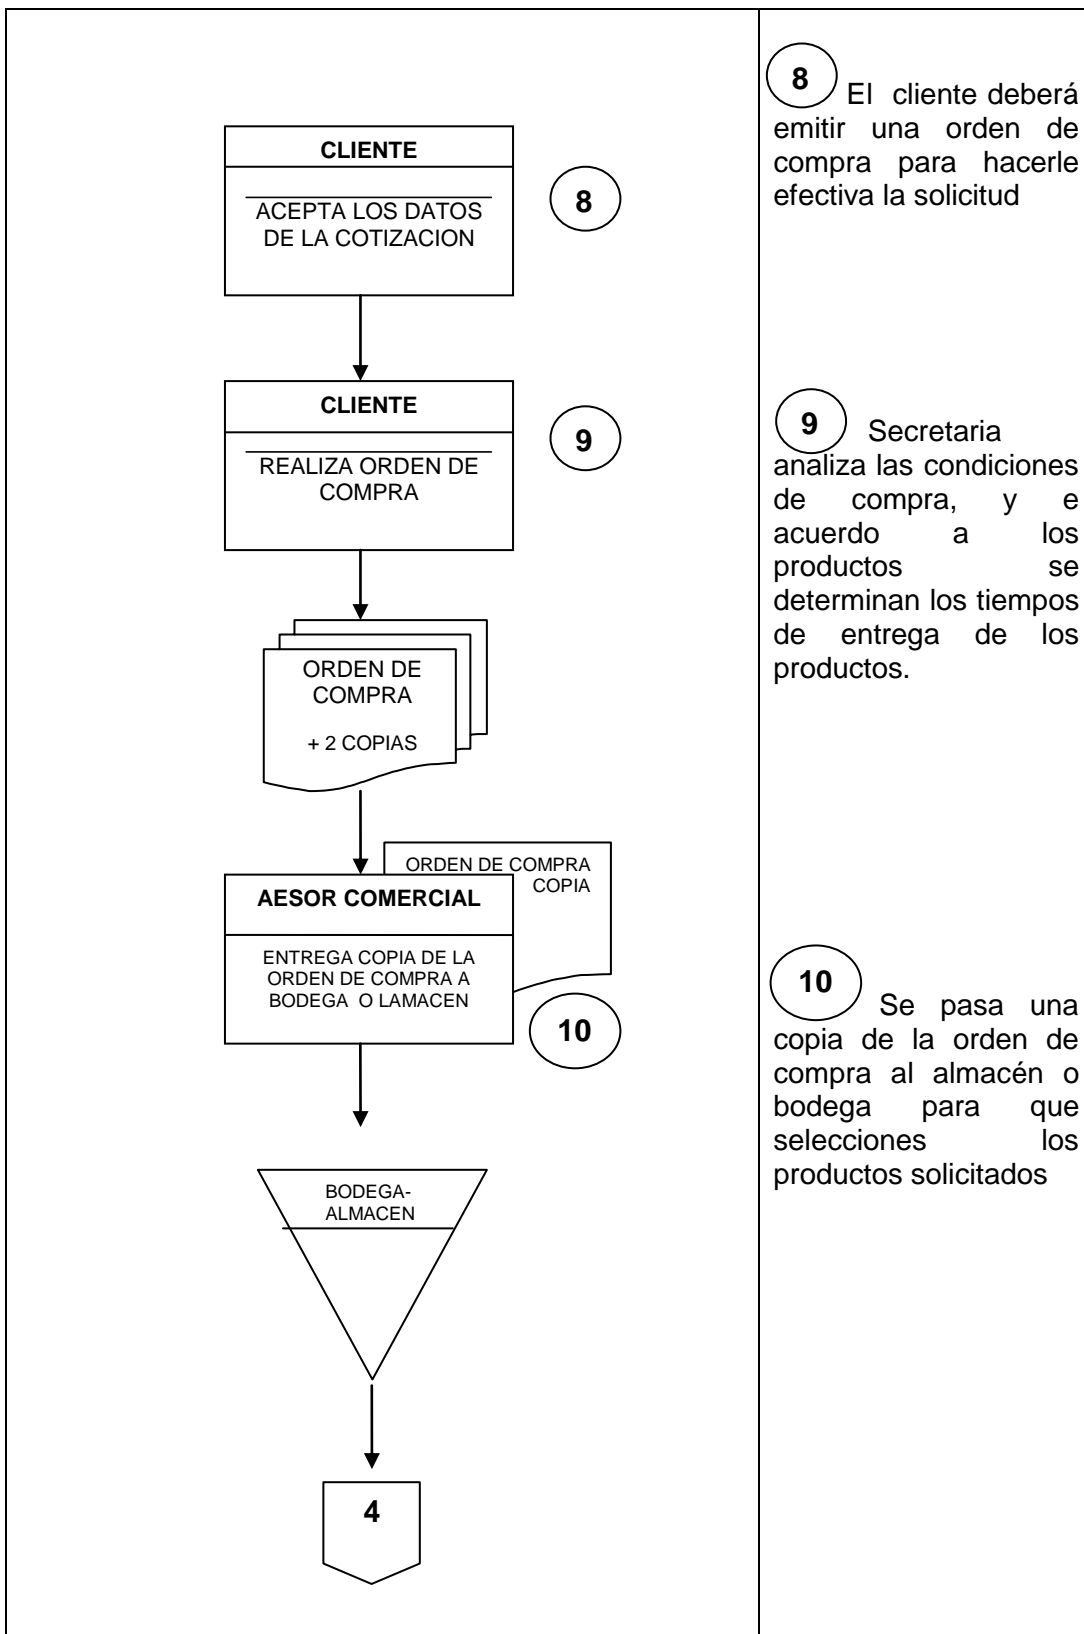 CLIENTE
ACEPTA LOS DATOS
DE LA COTIZACION
8
CLIENTE
REALIZA ORDEN DE
COMPRA
9
ORDEN DE
COMPRA
+ 2 COPIAS
ORDEN DE COMPRA
COPIA
AESOR COMERCIAL
ENTREGA COPIA DE LA
ORDEN DE COMPRA A
BODEGA O LAMACEN
10
BODEGA-
ALMACEN
4
8 El cliente deberá
emitir una orden de
compra para hacerle
efectiva la solicitud
9 Secretaria
analiza las condiciones
de compra, y e
acuerdo a los
productos se
determinan los tiempos
de entrega de los
productos.
10 Se pasa una
copia de la orden de
compra al almacén o
bodega para que
selecciones los
productos solicitados